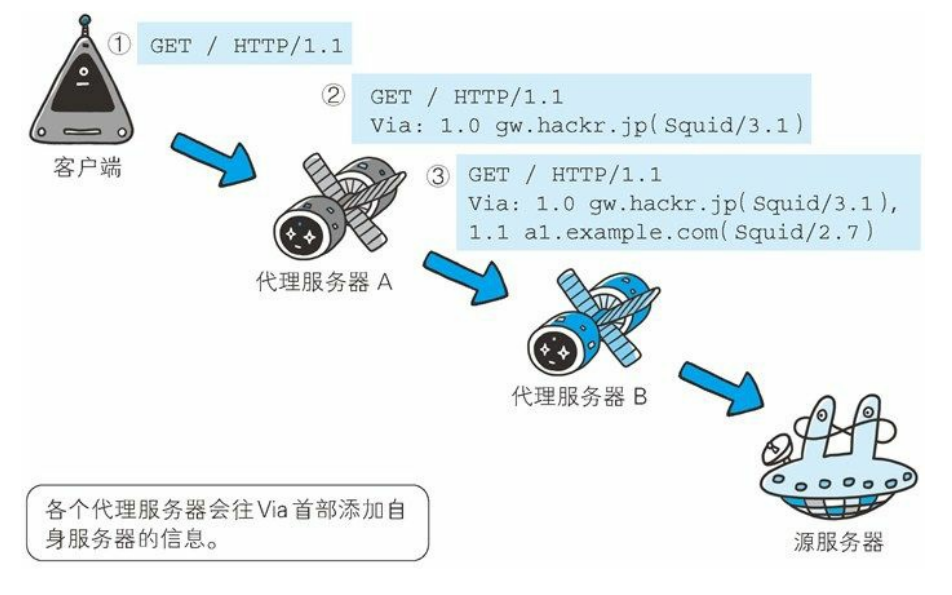 ① GET / HTTP/1.1
② GET / HTTP/1.1
Via: 1.0 gw.hackr.jp(Squid/3.1)
客户端
③ GET / HTTP/1.1
Via: 1.0 gw.hackr.jp(Squid/3.1),
1.1 a1.example.com(Squid/2.7)
代理服务器 A
代理服务器 B
各个代理服务器会往Via首部添加自
身服务器的信息。
源服务器